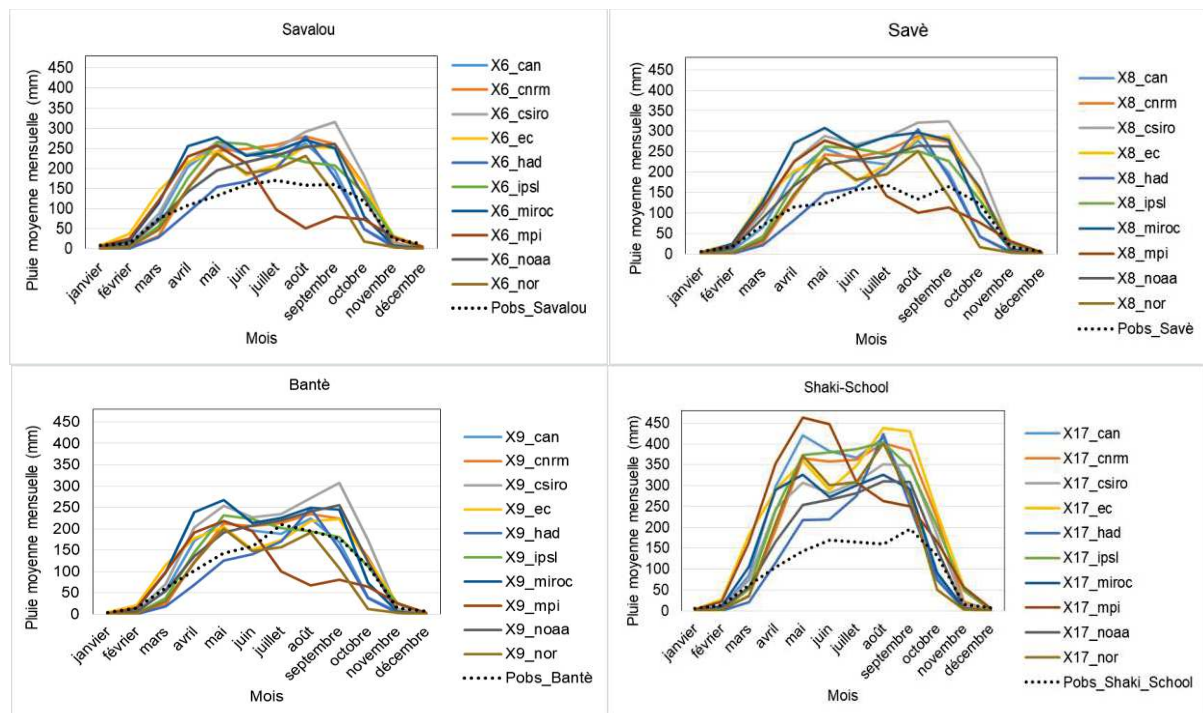 Savalou
Pluie moyenne mensuelle (mm)
450
400
350
300
250
200
150
100
50
0
janvier
février
mars
avril
mai
juin
juillet
août
septembre
octobre
novembre
décembre
Mois
X6_can
X6_cnrm
X6_csiro
X6_ec
X6_had
X6_ipsl
X6_miroc
X6_mpi
X6_noaa
X6_nor
Pobs_Savalou
Savè
Pluie moyenne mensuelle (mm)
450
400
350
300
250
200
150
100
50
0
janvier
février
mars
avril
mai
juin
juillet
août
septembre
octobre
novembre
décembre
Mois
X8_can
X8_cnrm
X8_csiro
X8_ec
X8_had
X8_ipsl
X8_miroc
X8_mpi
X8_noaa
X8_nor
Pobs_Savè
Bantè
Pluie moyenne mensuelle (mm)
450
400
350
300
250
200
150
100
50
0
janvier
février
mars
avril
mai
juin
juillet
août
septembre
octobre
novembre
décembre
Mois
X9_can
X9_cnrm
X9_csiro
X9_ec
X9_had
X9_ipsl
X9_miroc
X9_mpi
X9_noaa
X9_nor
Pobs_Bantè
Shaki-School
Pluie moyenne mensuelle (mm)
450
400
350
300
250
200
150
100
50
0
janvier
février
mars
avril
mai
juin
juillet
août
septembre
octobre
novembre
décembre
Mois
X17_can
X17_cnrm
X17_csiro
X17_ec
X17_had
X17_ipsl
X17_miroc
X17_mpi
X17_noaa
X17_nor
Pobs_Shaki_School